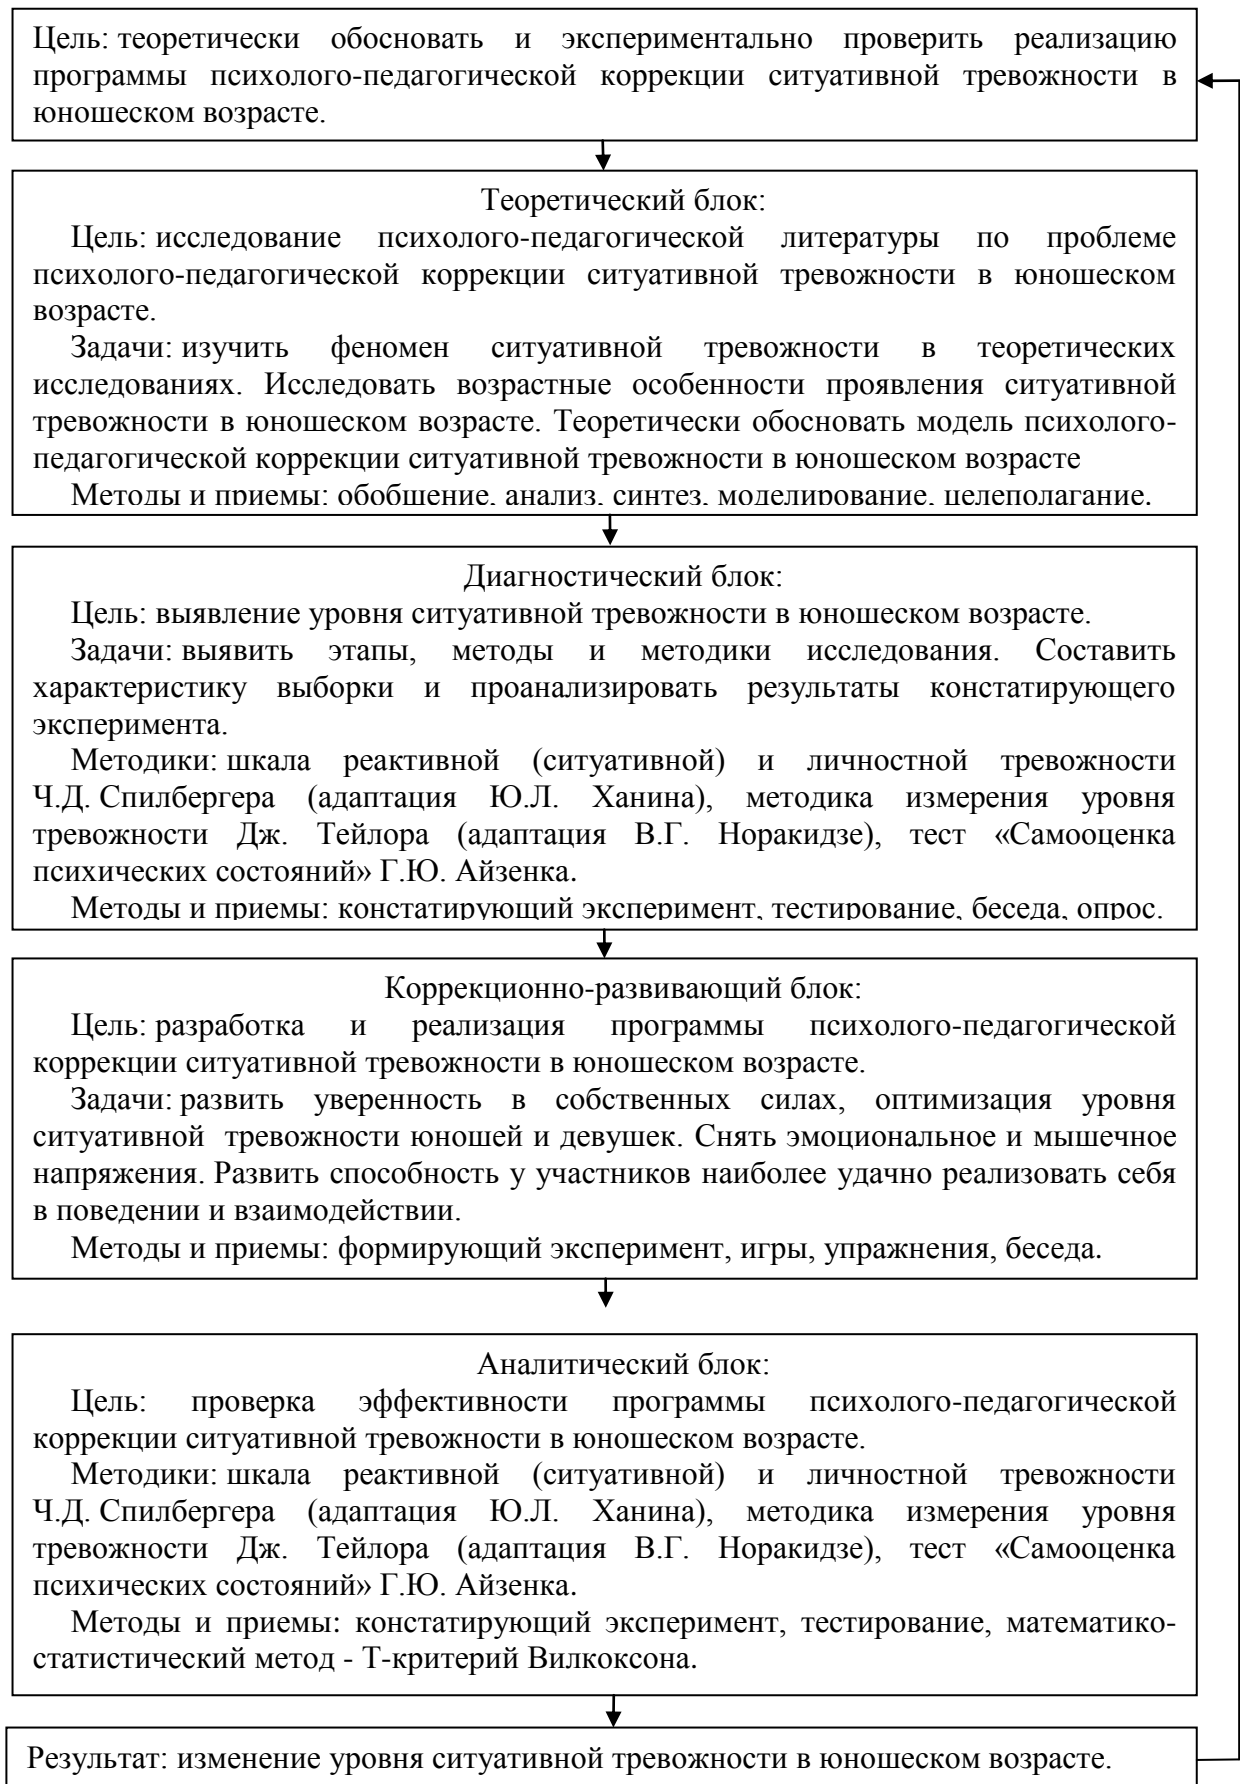 Цель: теоретически обосновать и экспериментально проверить реализацию
программы психолого-педагогической коррекции ситуативной тревожности в
юношеском возрасте.
Теоретический блок:
Цель: исследование психолого-педагогической литературы по проблеме
психолого-педагогической коррекции ситуативной тревожности в юношеском
возрасте.
Задачи: изучить феномен ситуативной тревожности в теоретических
исследованиях. Исследовать возрастные особенности проявления ситуативной
тревожности в юношеском возрасте. Теоретически обосновать модель психолого-
педагогической коррекции ситуативной тревожности в юношеском возрасте
Методы и приемы: обобщение, анализ, синтез, моделирование, целеполагание.
Диагностический блок:
Цель: выявление уровня ситуативной тревожности в юношеском возрасте.
Задачи: выявить этапы, методы и методики исследования. Составить
характеристику выборки и проанализировать результаты констатирующего
эксперимента.
Методики: шкала реактивной (ситуативной) и личностной тревожности
Ч.Д. Спилбергера (адаптация Ю.Л. Ханина), методика измерения уровня
тревожности Дж. Тейлора (адаптация В.Г. Норакидзе), тест «Самооценка
психических состояний» Г.Ю. Айзенка.
Методы и приемы: констатирующий эксперимент, тестирование, беседа, опрос.
Коррекционно-развивающий блок:
Цель: разработка и реализация программы психолого-педагогической
коррекции ситуативной тревожности в юношеском возрасте.
Задачи: развить уверенность в собственных силах, оптимизация уровня
ситуативной тревожности юношей и девушек. Снять эмоциональное и мышечное
напряжения. Развить способность у участников наиболее удачно реализовать себя
в поведении и взаимодействии.
Методы и приемы: формирующий эксперимент, игры, упражнения, беседа.
Аналитический блок:
Цель: проверка эффективности программы психолого-педагогической
коррекции ситуативной тревожности в юношеском возрасте.
Методики: шкала реактивной (ситуативной) и личностной тревожности
Ч.Д. Спилбергера (адаптация Ю.Л. Ханина), методика измерения уровня
тревожности Дж. Тейлора (адаптация В.Г. Норакидзе), тест «Самооценка
психических состояний» Г.Ю. Айзенка.
Методы и приемы: констатирующий эксперимент, тестирование, математико-
статистический метод - Т-критерий Вилкоксона.
Результат: изменение уровня ситуативной тревожности в юношеском возрасте.